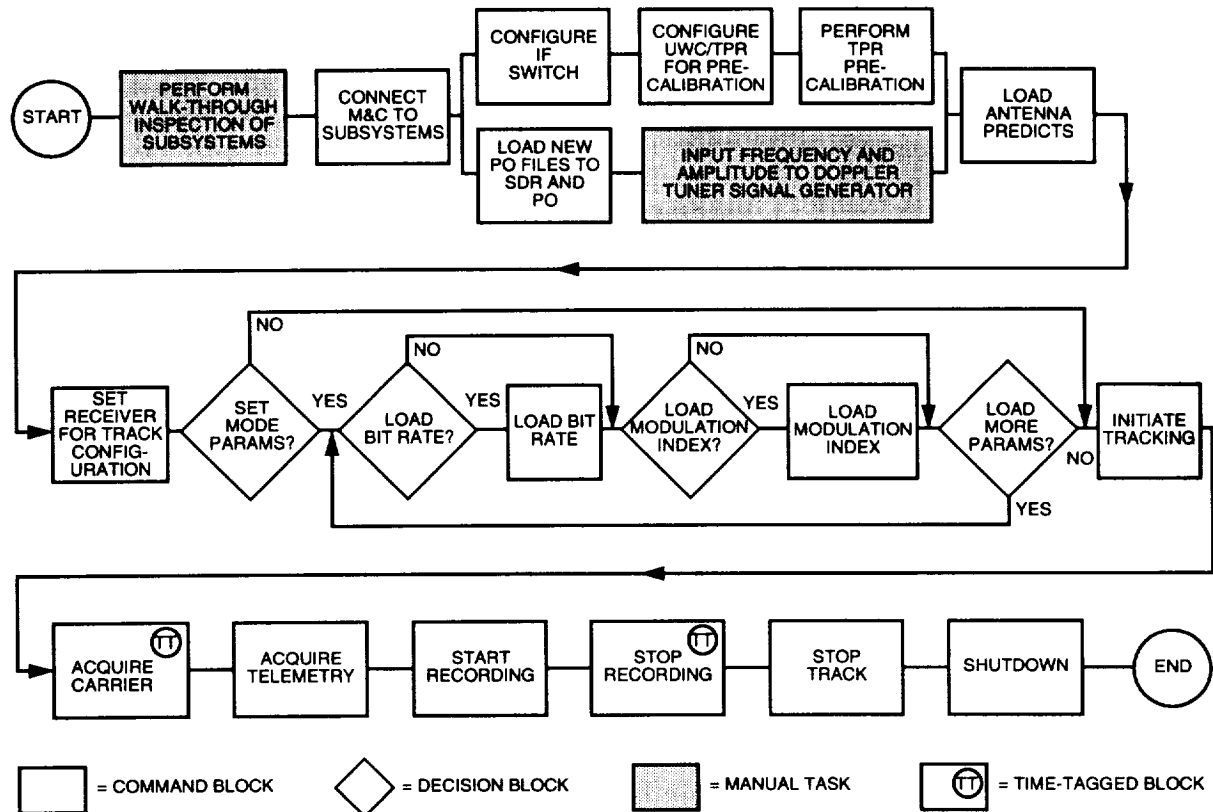 START
PERFORM
WALK-THROUGH
INSPECTION OF
SUBSYSTEMS
CONNECT
M&C TO
SUBSYSTEMS
CONFIGURE
IF
SWITCH
CONFIGURE
UWC/TPR
FOR PRE-
CALIBRATION
PERFORM
TPR
PRE-
CALIBRATION
LOAD NEW
PO FILES TO
SDR AND
PO
INPUT FREQUENCY AND
AMPLITUDE TO DOPPLER
TUNER SIGNAL GENERATOR
LOAD
ANTENNA
PREDICTS
SET
RECEIVER
FOR TRACK
CONFIG-
URATION
SET
MODE
PARAMS?
NO
YES
LOAD
BIT RATE?
NO
YES
LOAD BIT
RATE
LOAD
MODULATION
INDEX?
NO
YES
LOAD
MODULATION
INDEX
LOAD
MORE
PARAMS?
NO
YES
INITIATE
TRACKING
TT
ACQUIRE
CARRIER
ACQUIRE
TELEMETRY
START
RECORDING
TT
STOP
RECORDING
STOP
TRACK
SHUTDOWN
END
= COMMAND BLOCK
= DECISION BLOCK
= MANUAL TASK
TT
= TIME-TAGGED BLOCK